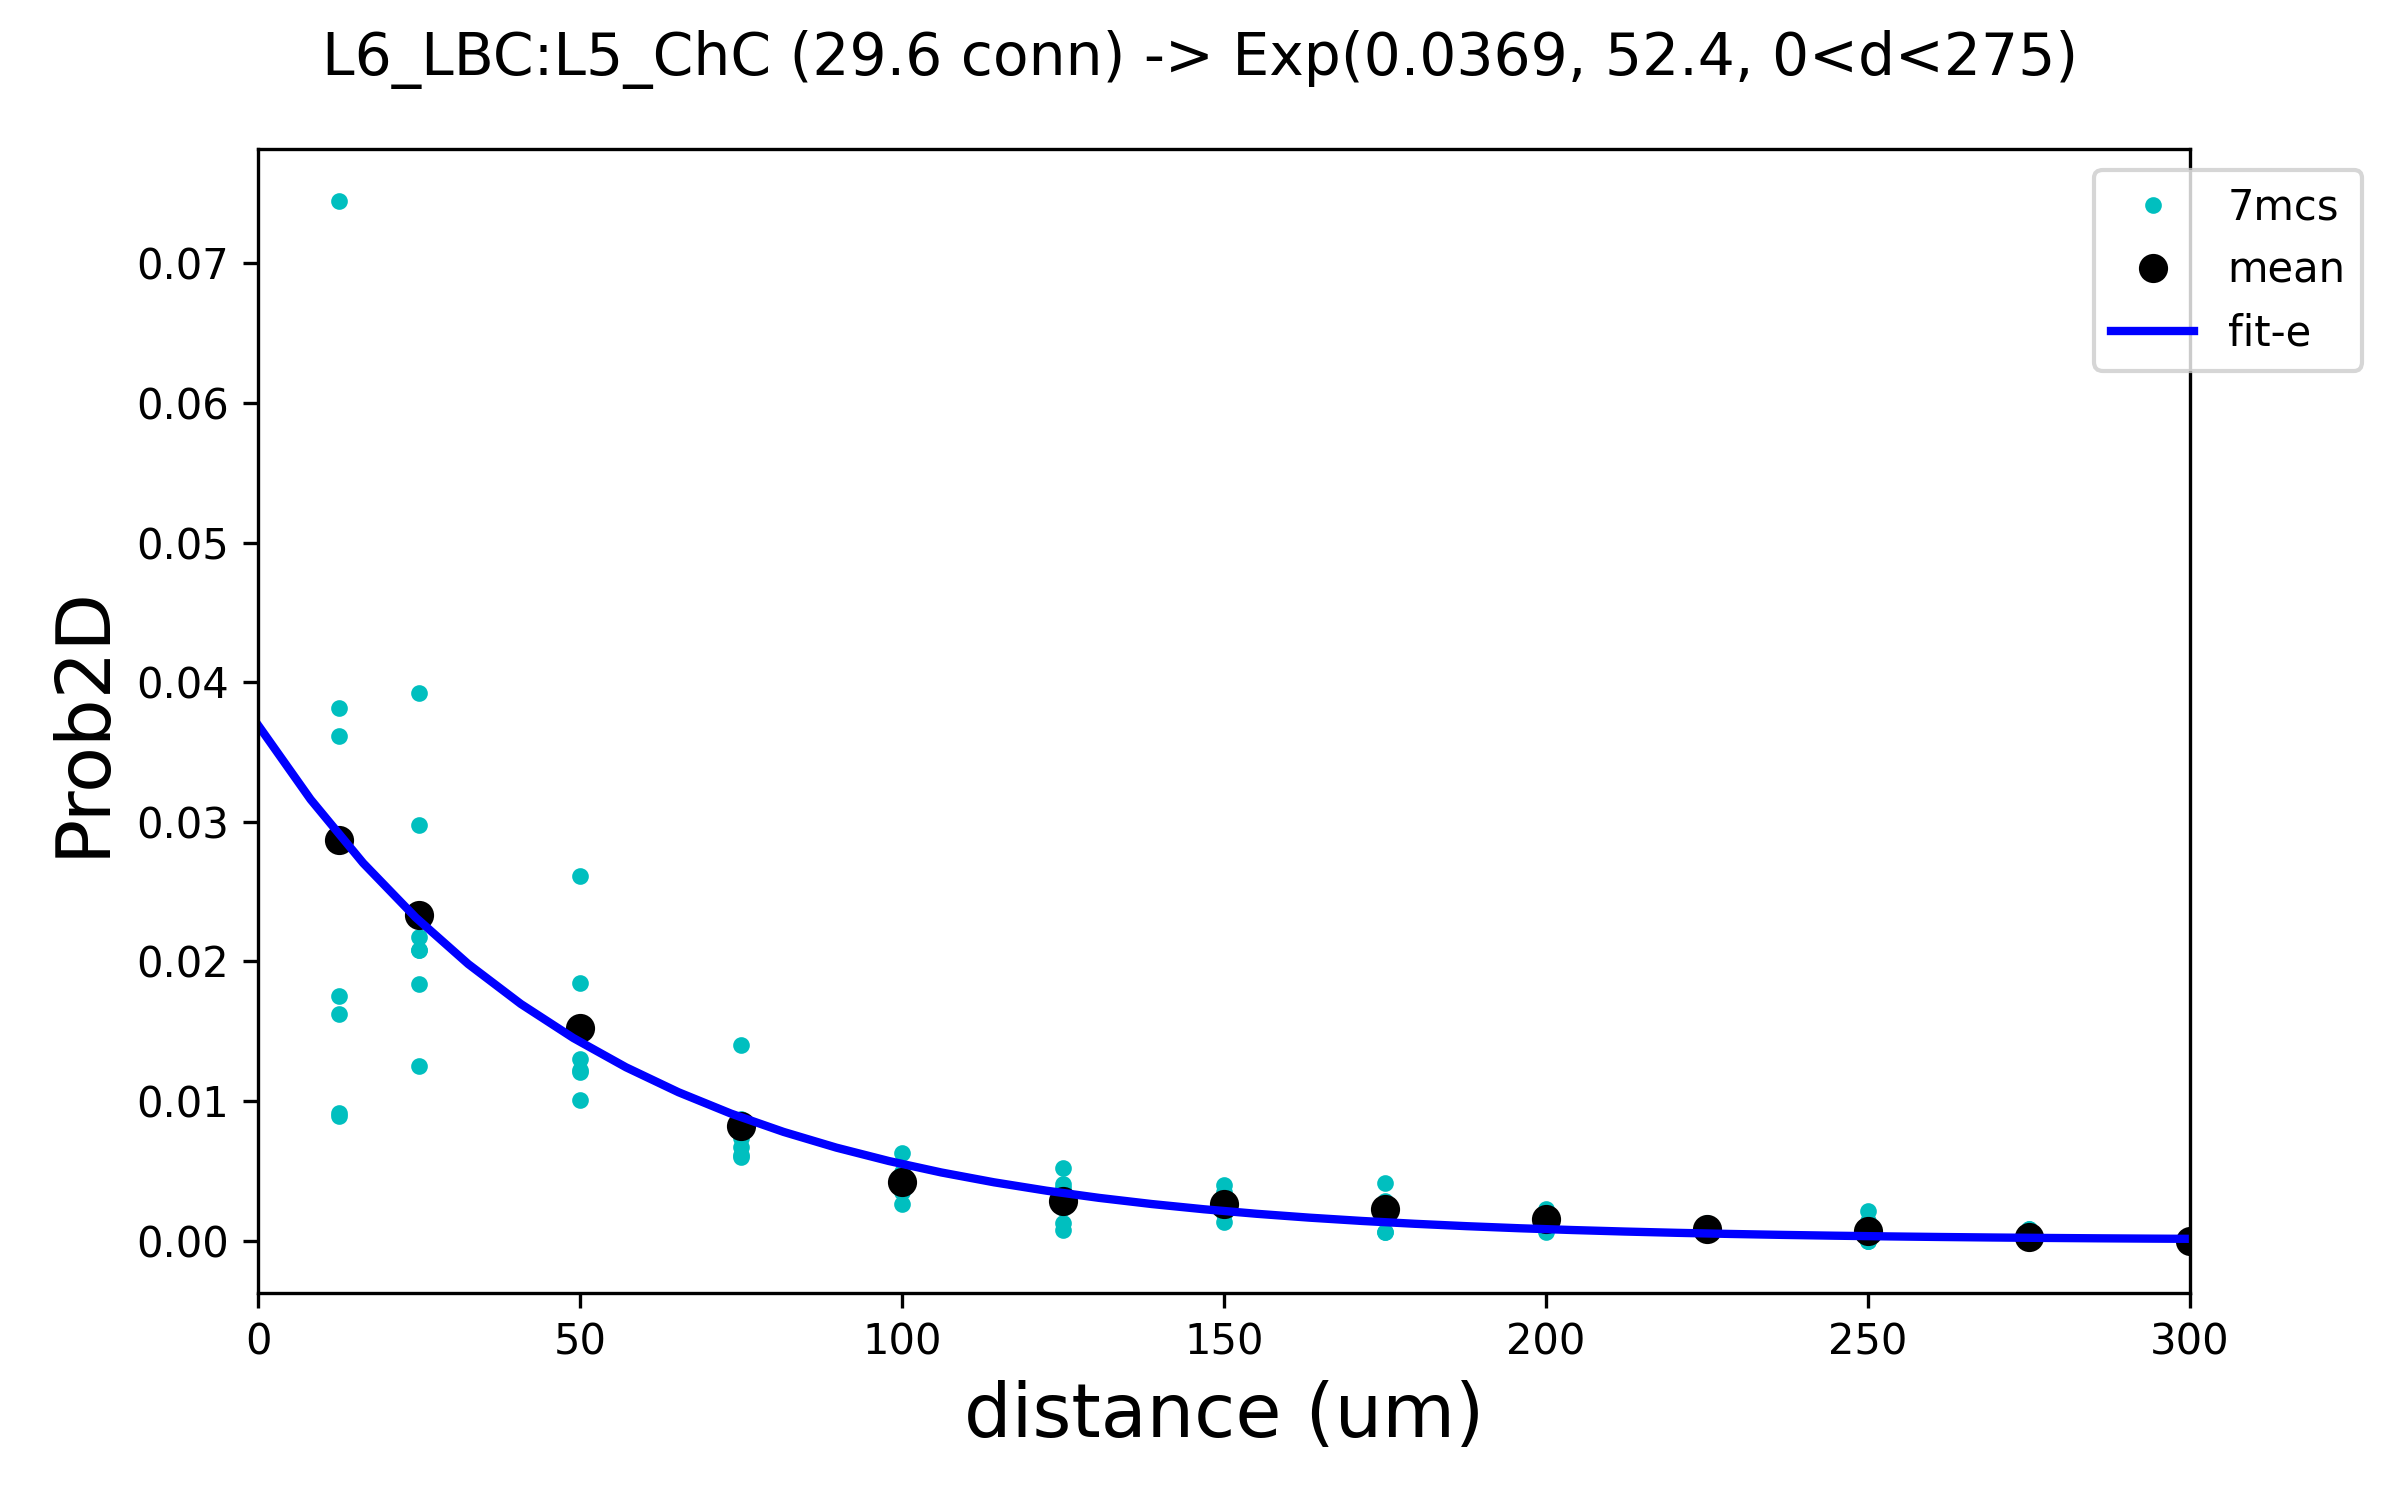 L6_LBC:L5_ChC (29.6 conn) -> Exp(0.0369, 52.4, 0<d<275)
7mcs
mean
fit-e
Prob2D
0.07
0.06
0.05
0.04
0.03
0.02
0.01
0.00
0 50 100 150 200 250 300
distance (um)